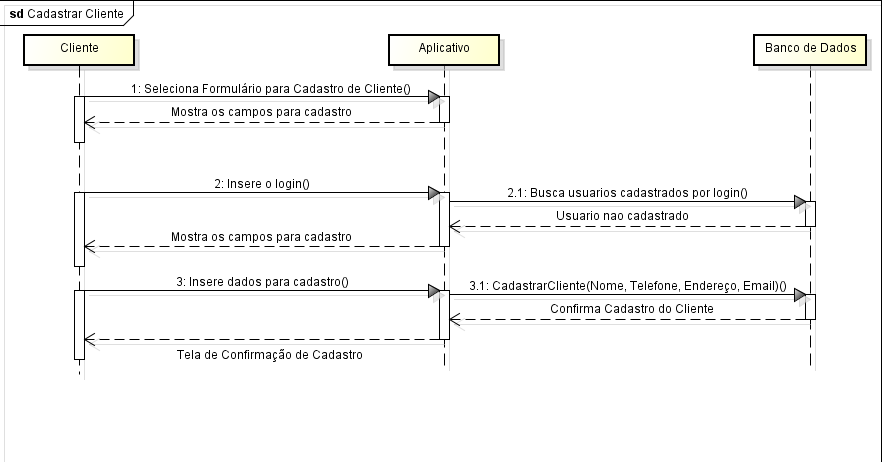 sd Cadastrar Cliente
Cliente
Aplicativo
Banco de Dados
1: Seleciona Formulário para Cadastro de Cliente()
Mostra os campos para cadastro
2: Insere o login()
2.1: Busca usuarios cadastrados por login()
Usuario nao cadastrado
Mostra os campos para cadastro
3: Insere dados para cadastro()
3.1: CadastrarCliente(Nome, Telefone, Endereço, Email)()
Confirma Cadastro do Cliente
Tela de Confirmação de Cadastro